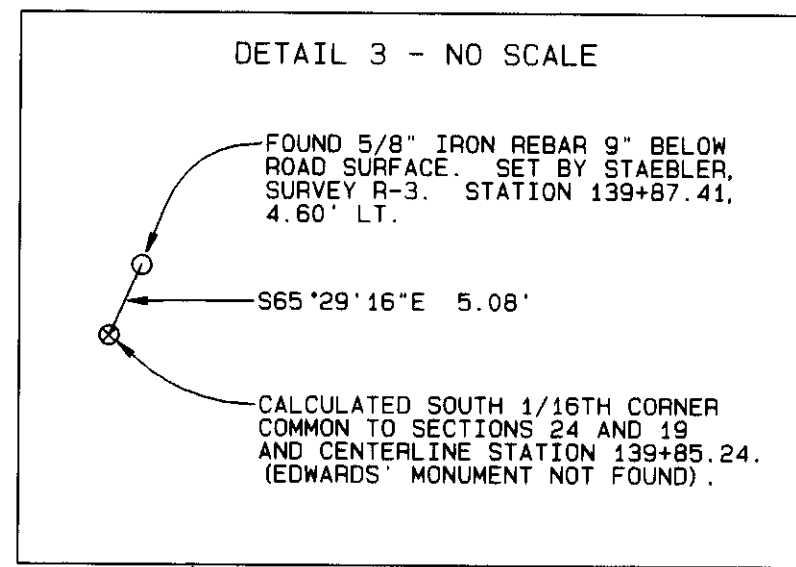 DETAIL 3 - NO SCALE
FOUND 5/8" IRON REBAR 9" BELOW
ROAD SURFACE. SET BY STAEBLER,
SURVEY R-3. STATION 139+87.41,
4.60' LT.
S65°29'16"E 5.08'
CALCULATED SOUTH 1/16TH CORNER
COMMON TO SECTIONS 24 AND 19
AND CENTERLINE STATION 139+85.24.
(EDWARDS' MONUMENT NOT FOUND).